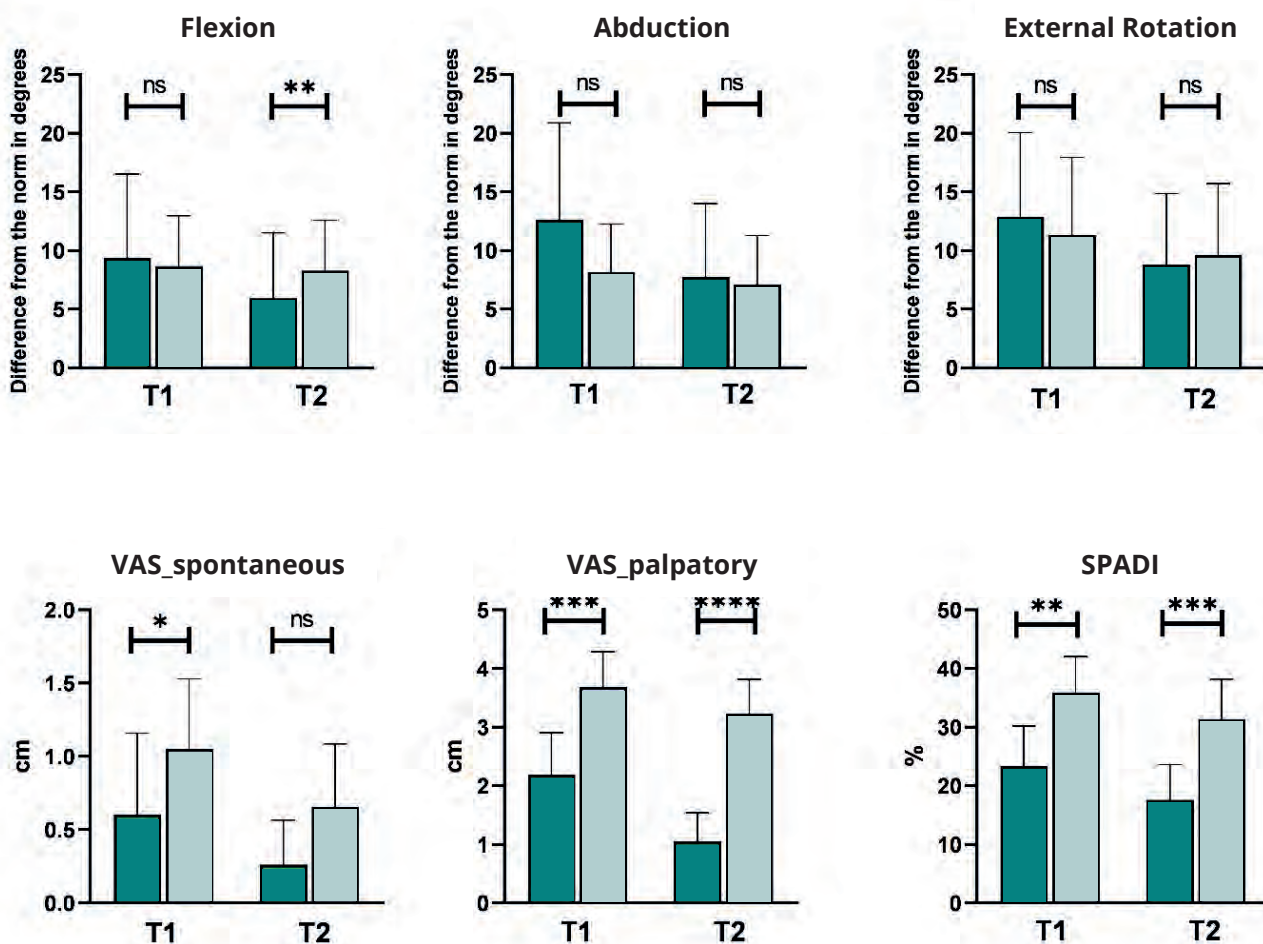 Flexion
Difference from the norm in degrees
25
20
15
10
5
0
ns
**
T1
T2
Abduction
Difference from the norm in degrees
25
20
15
10
5
0
ns
ns
T1
T2
External Rotation
Difference from the norm in degrees
25
20
15
10
5
0
ns
ns
T1
T2
VAS_spontaneous
cm
2.0
1.5
1.0
0.5
0.0
*
ns
T1
T2
VAS_palpatory
cm
5
4
3
2
1
0
***
****
T1
T2
SPADI
%
50
40
30
20
10
0
**
***
T1
T2